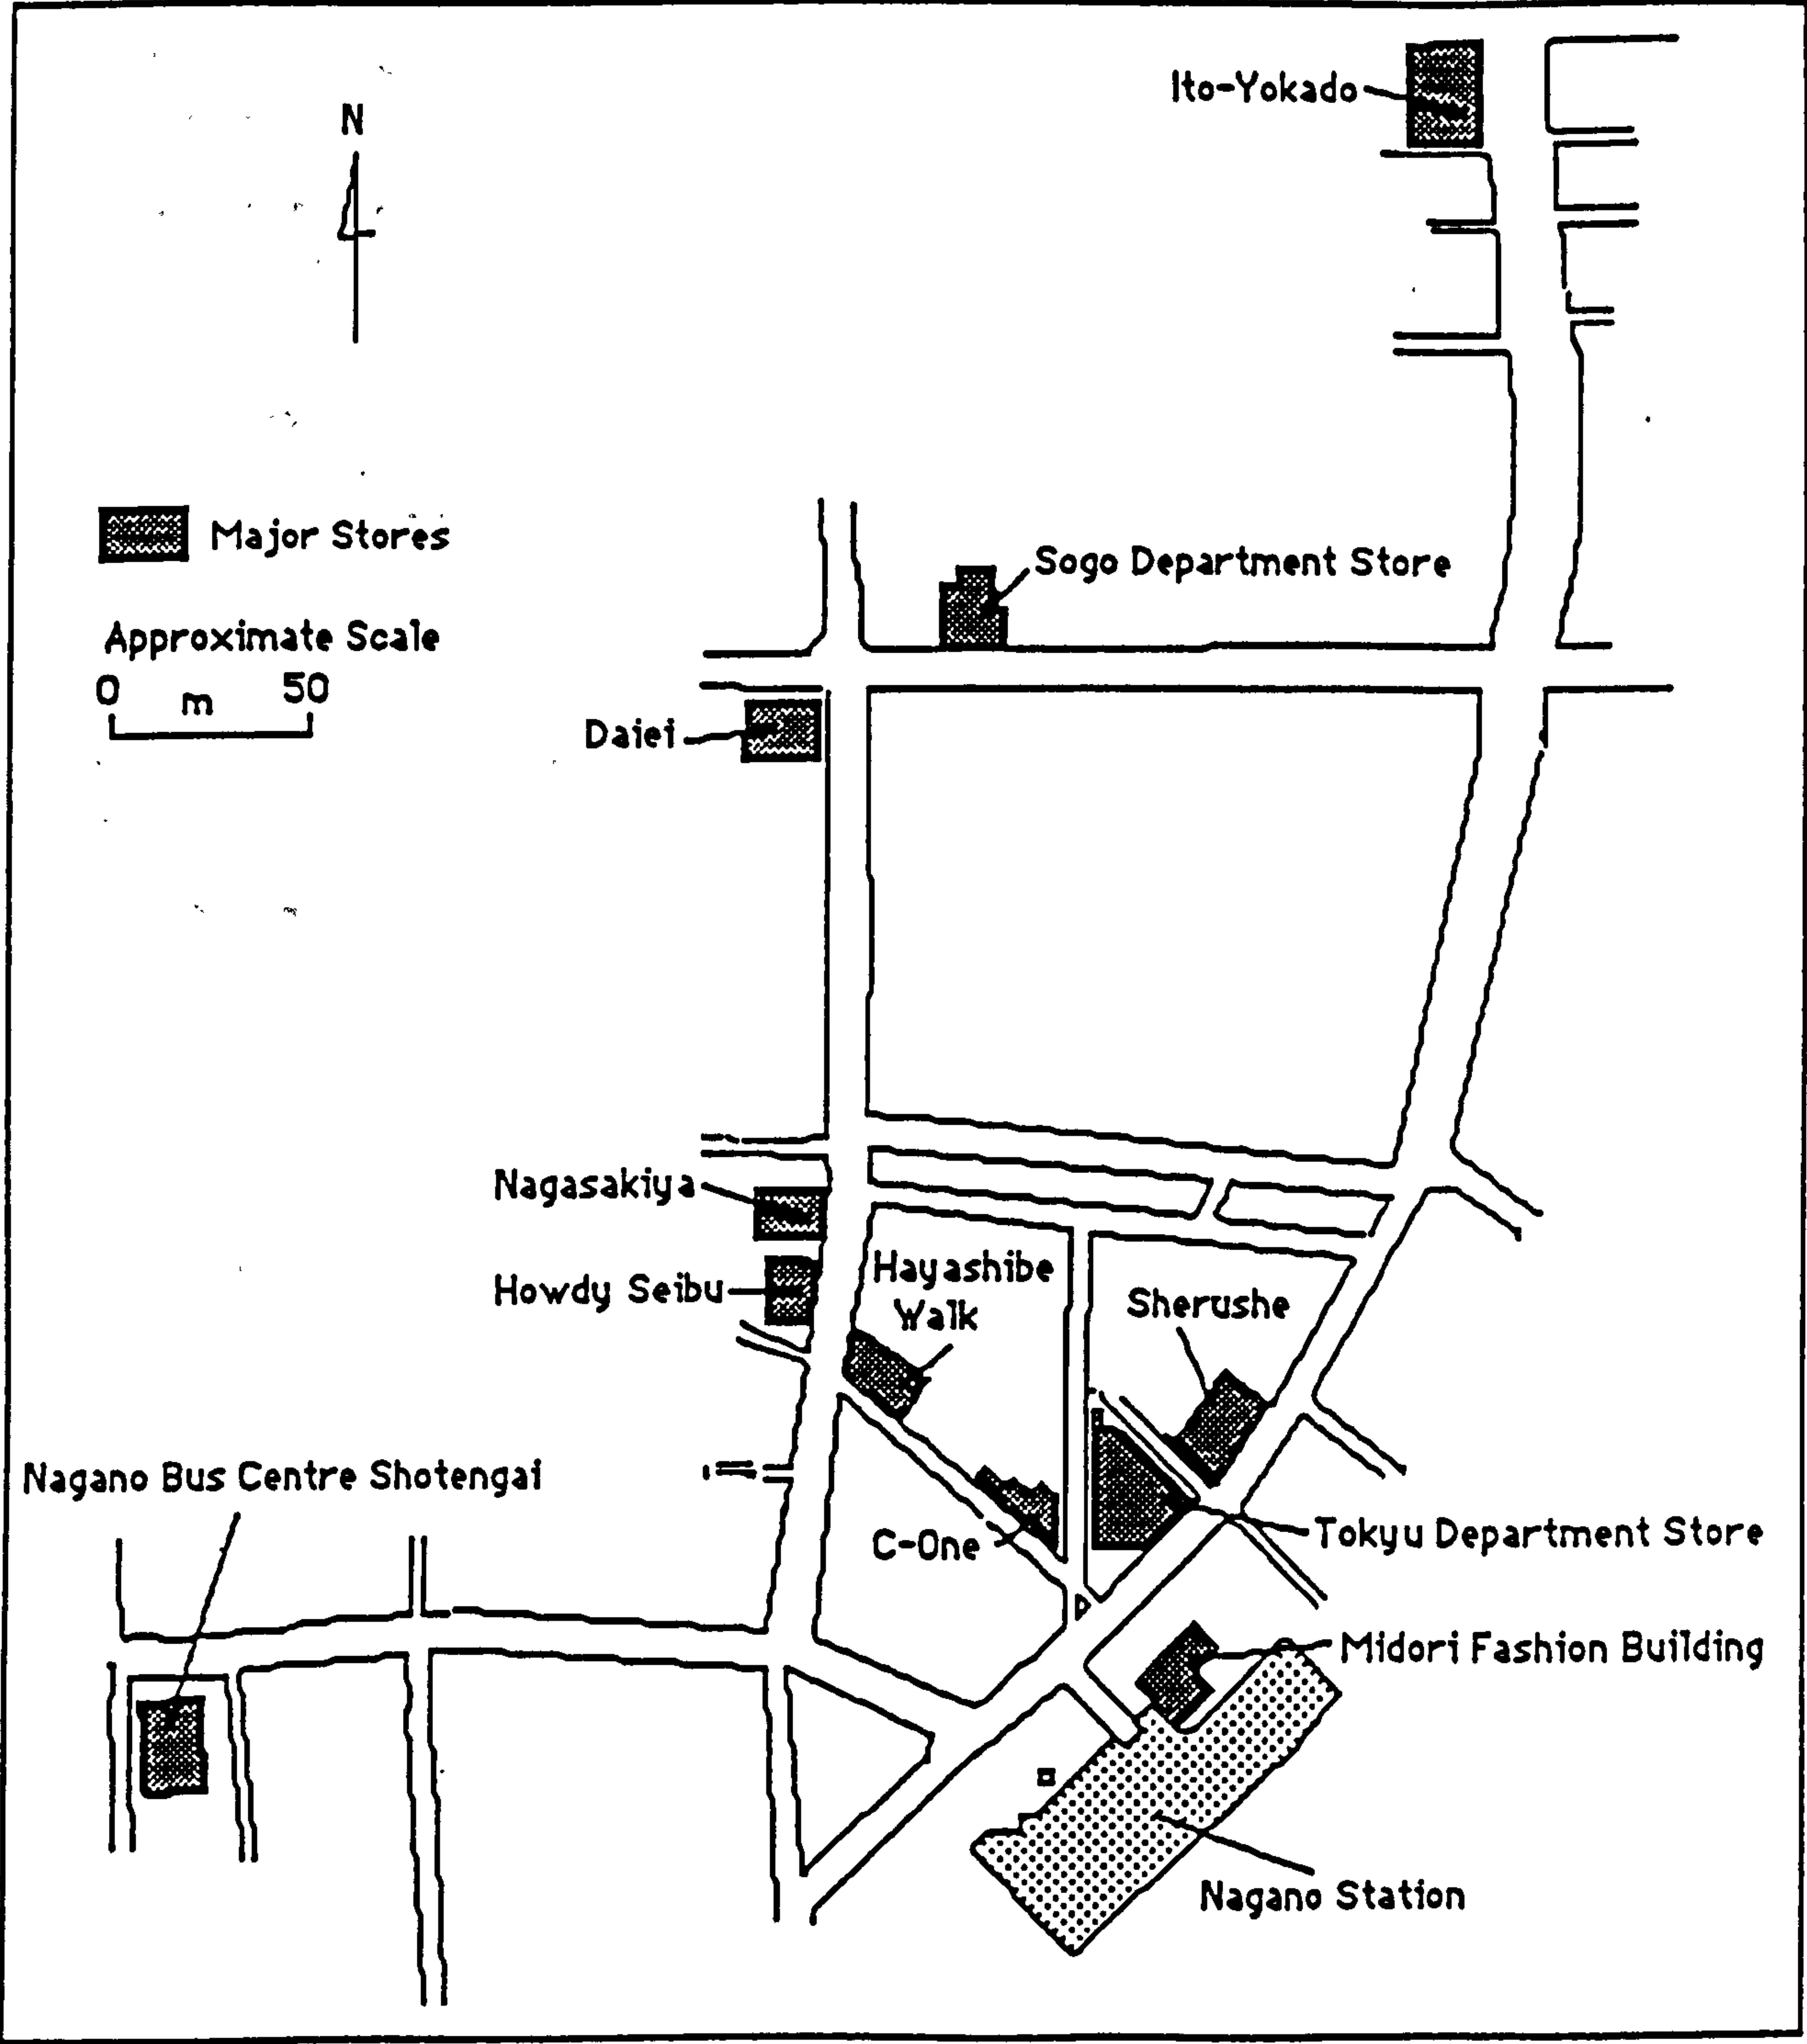 Ito-Yokado
N
Major Stores
Sogo Department Store
Approximate Scale
0 m 50
Daiei
Nagasakiya
Hayashibe
Walk
Howdy Seibu
Sherushe
Nagano Bus Centre Shotengai
C-One
Tokyu Department Store
Midori Fashion Building
Nagano Station